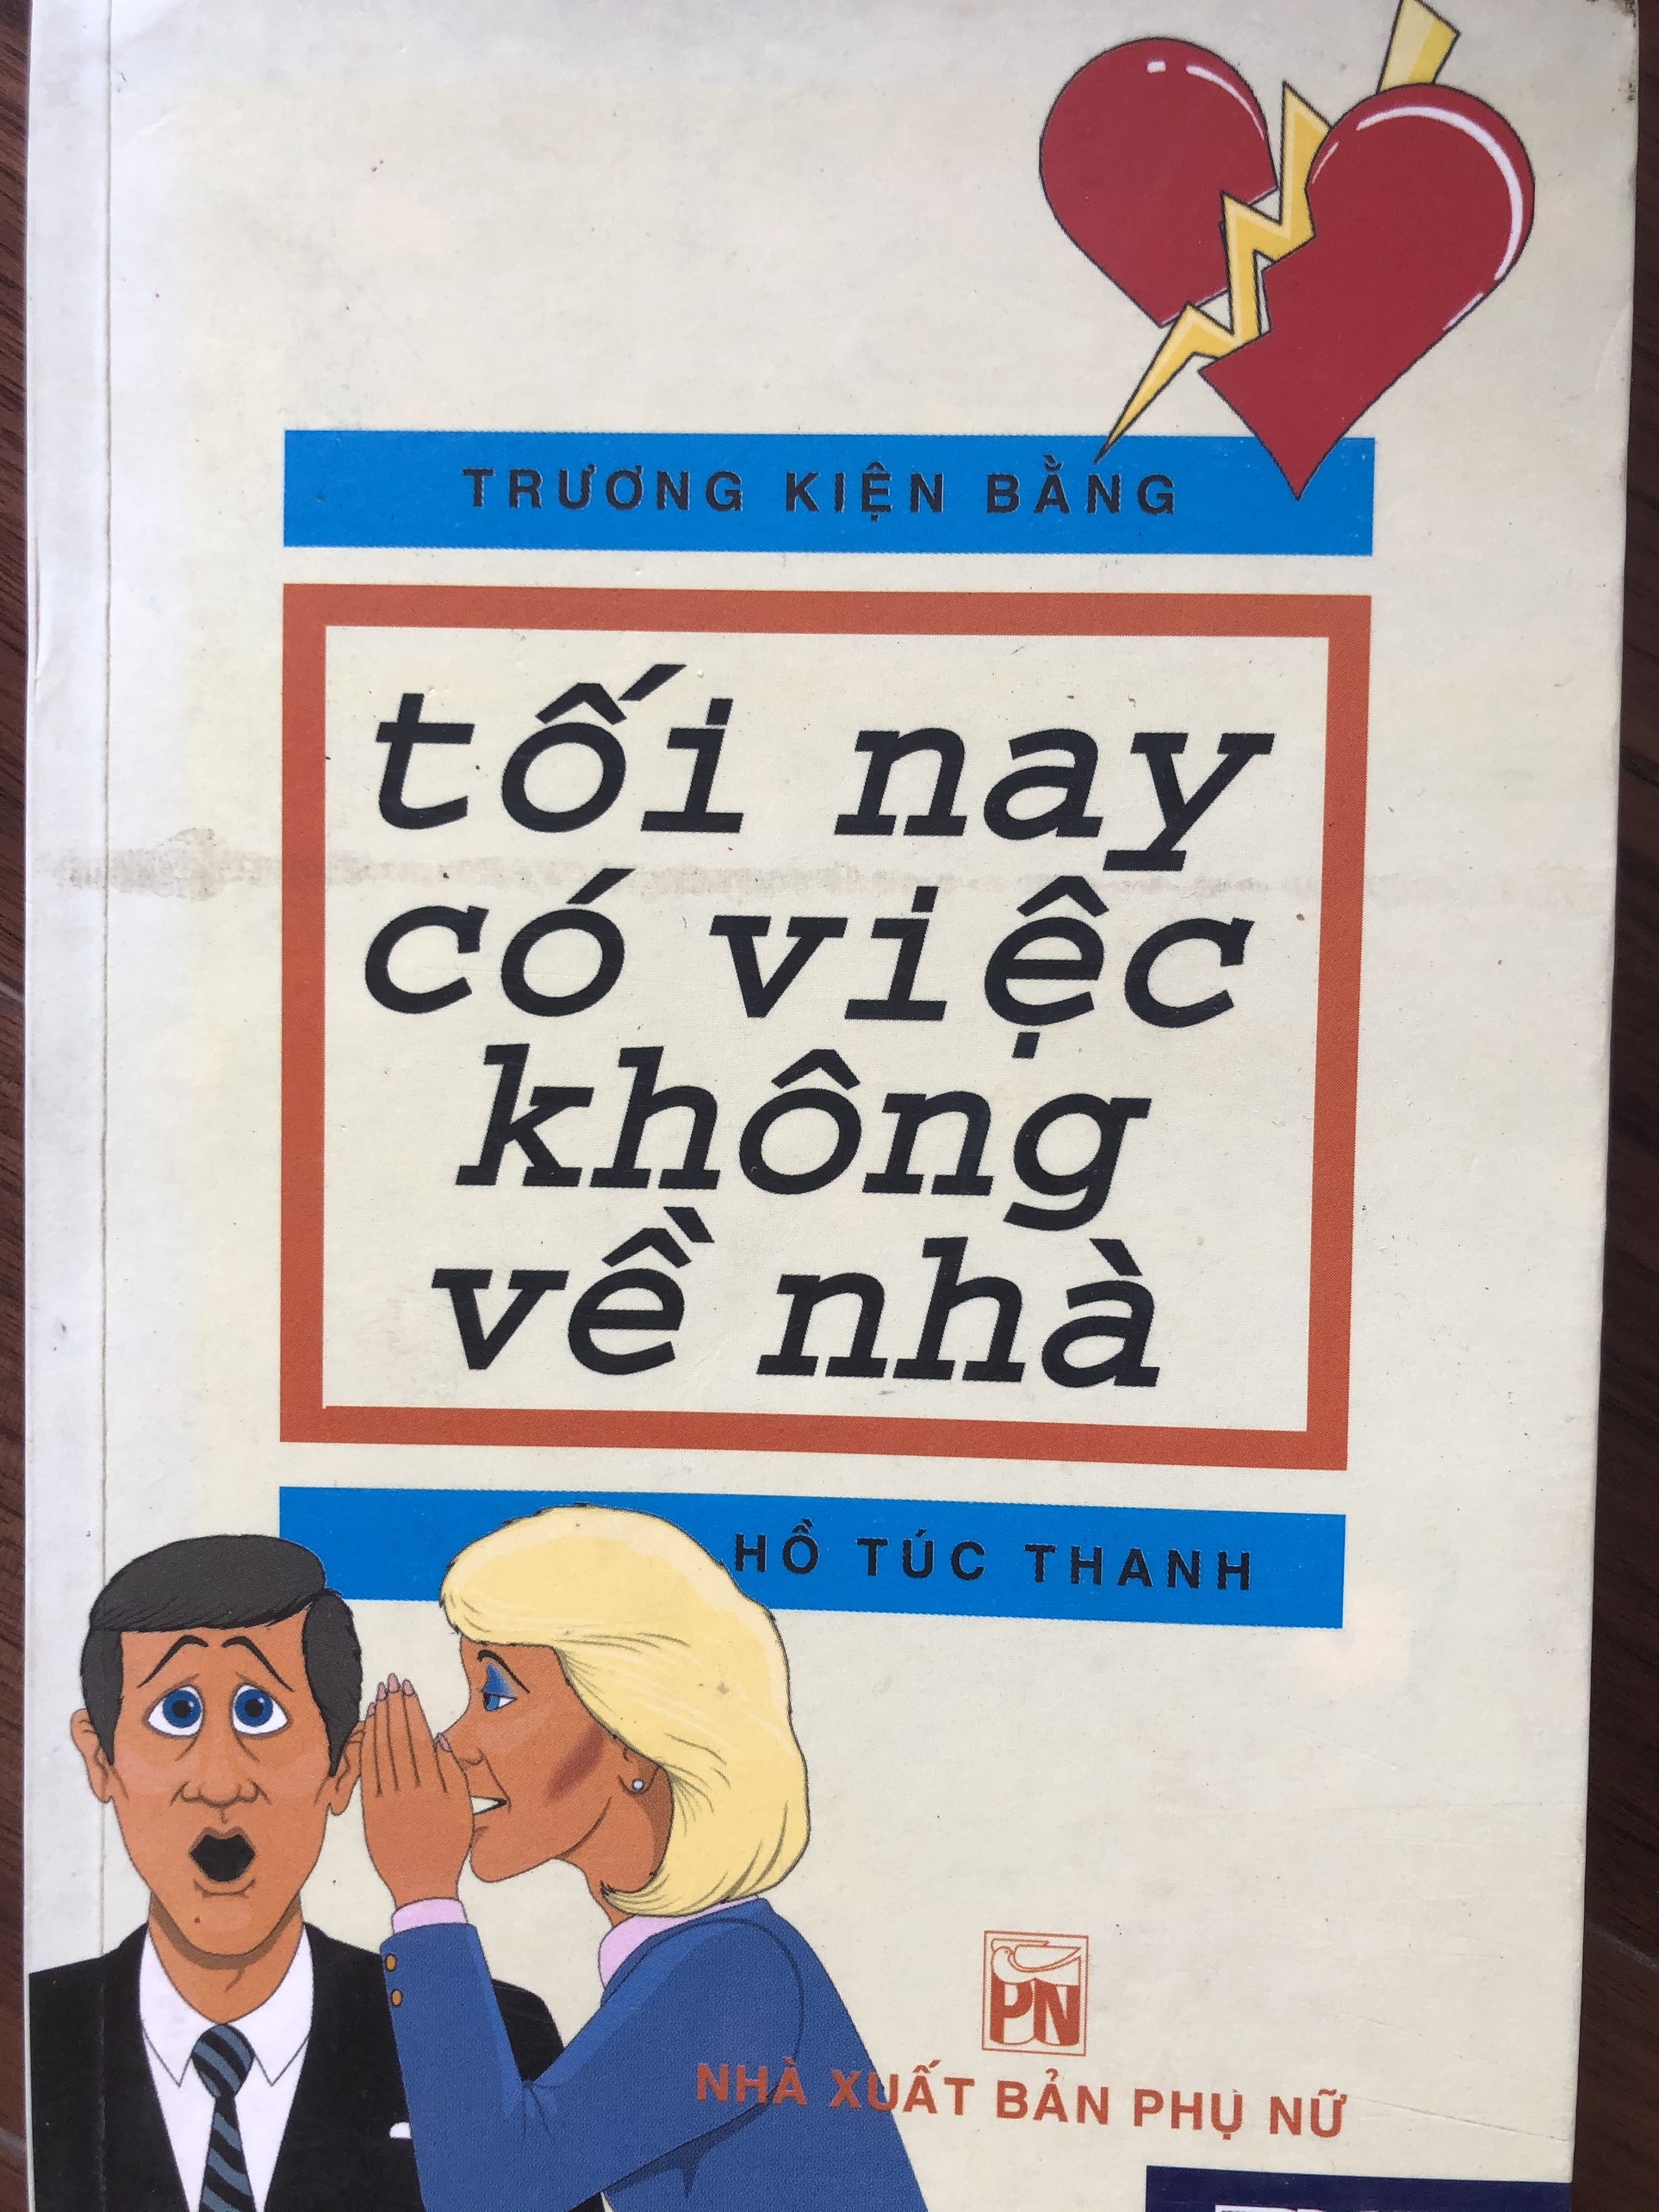 TRƯƠNG KIỆN BẰNG
tối nay
có việc
không
về nhà
HỒ TÚC THANH
PN
NHÀ XUẤT BẢN PHỤ NỮ